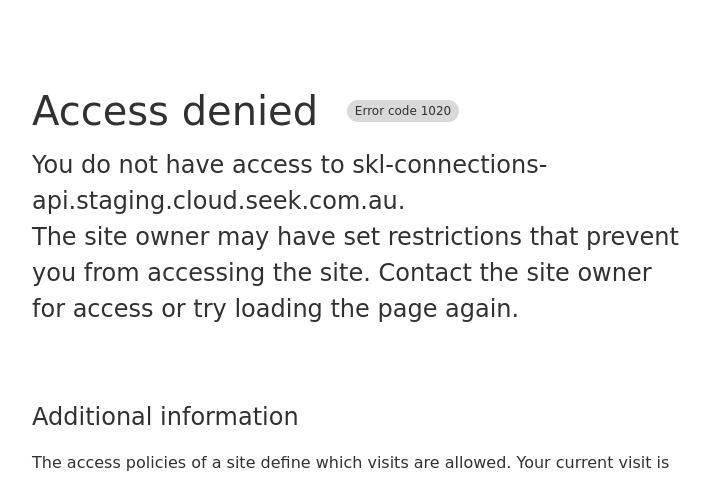 Access denied Error code 1020
You do not have access to skl-connections-
api.staging.cloud.seek.com.au.
The site owner may have set restrictions that prevent
you from accessing the site. Contact the site owner
for access or try loading the page again.
Additional information
The access policies of a site define which visits are allowed. Your current visit is